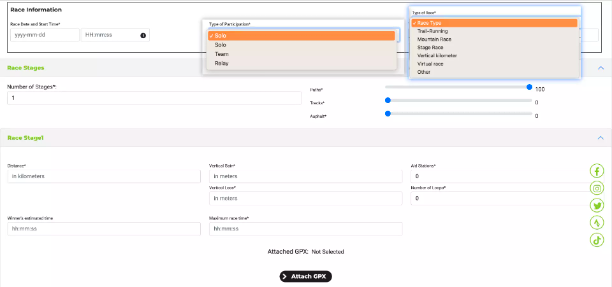 Race Information
Race Date and Start Time*
yyyy-mm-dd
HH:mm:ss
Type of Participation*
✓ Solo
Solo
Team
Relay
Type of Race*
✓ Race Type
Trail-Running
Mountain Race
Stage Race
Vertical kilometer
Virtual race
Other
Race Stages
Number of Stages*:
1
Paths*:
100
Tracks*:
0
Asphalt*:
0
Race Stage1
Distance*
in kilometers
Vertical Gain*
in meters
Aid Stations*
0
Vertical Loss*
in meters
Number of Loops*
0
Winner's estimated time
hh:mm:ss
Maximum race time*
hh:mm:ss
Attached GPX: Not Selected
Attach GPX